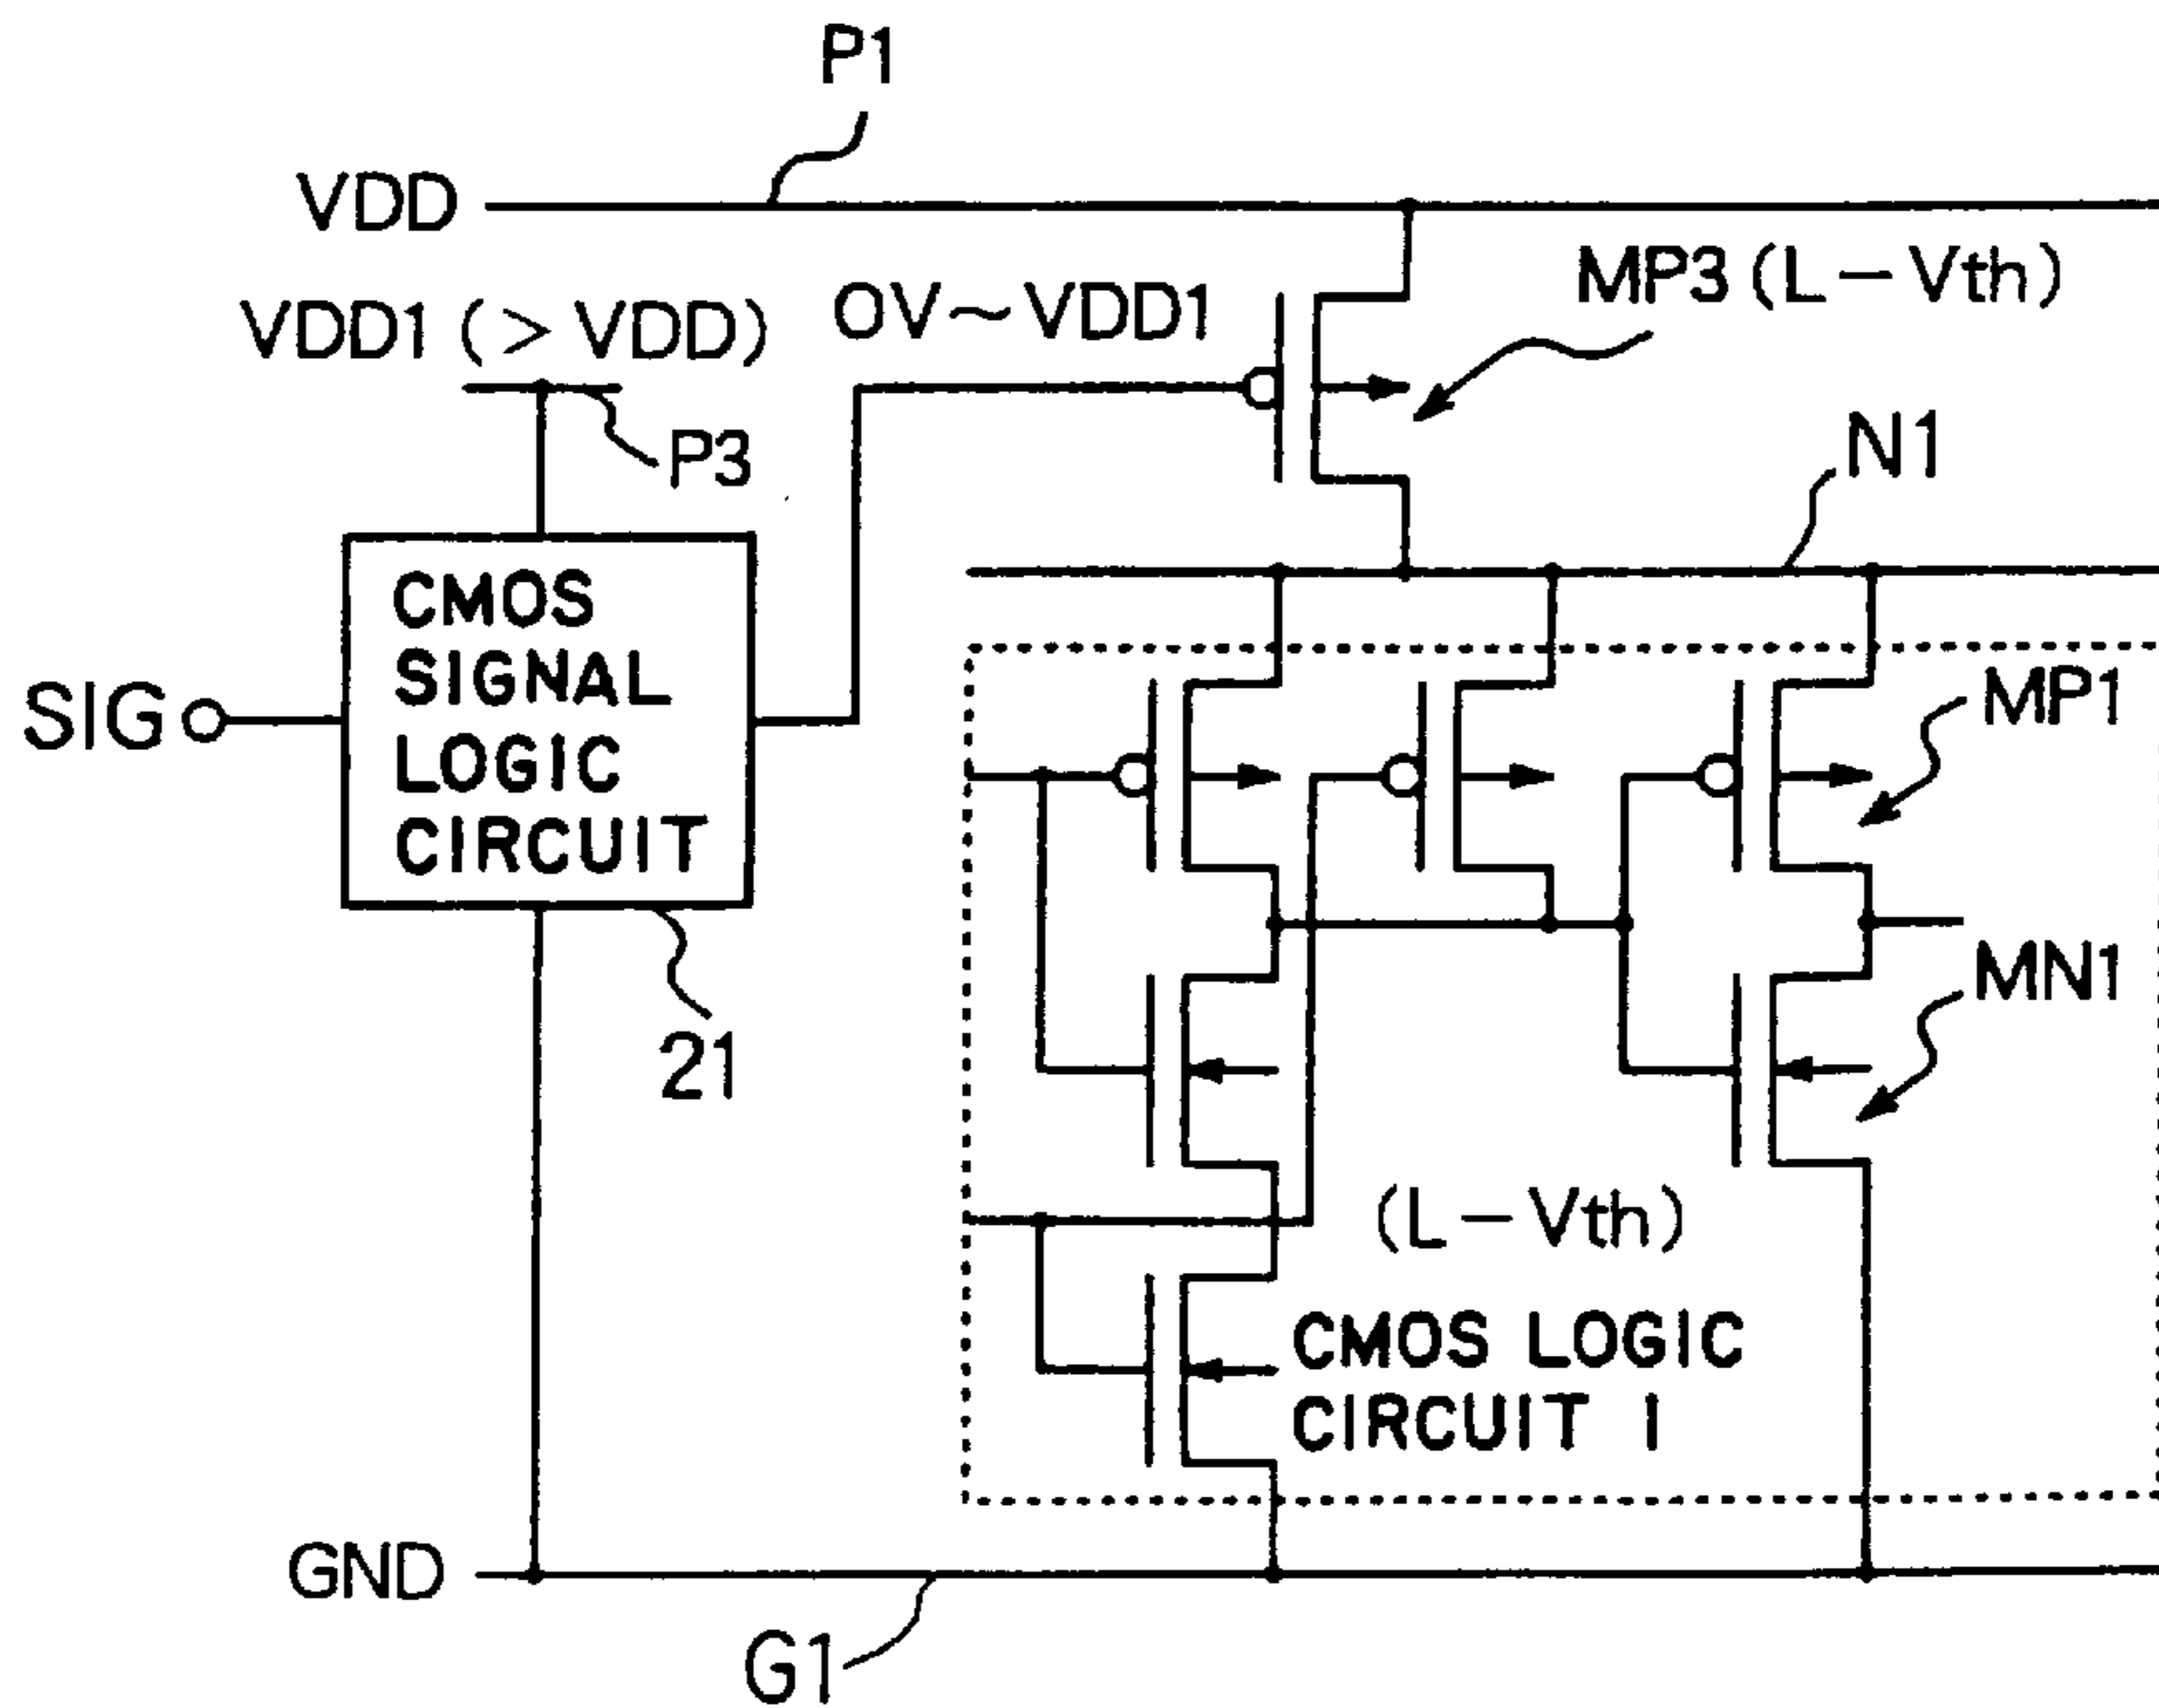 P1
VDD
MP3 (L-Vth)
VDD1 (> VDD)
0V~VDD1
P3
N1
CMOS
SIGNAL
LOGIC
CIRCUIT
SIG
MP1
21
MN1
(L-Vth)
CMOS LOGIC
CIRCUIT 1
GND
G1